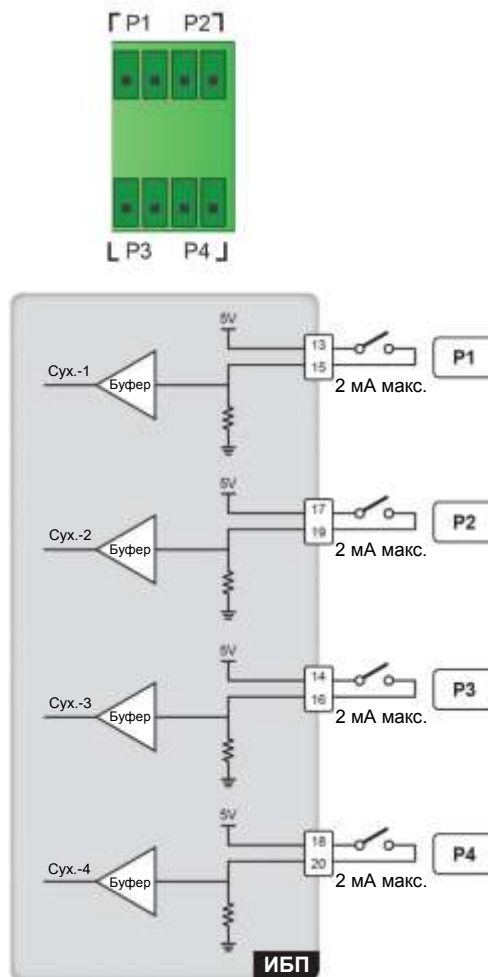 P1 P2
P3 P4
5V
13
15
Сух.-1
Буфер
2 мА макс.
P1
5V
17
19
Сух.-2
Буфер
2 мА макс.
P2
5V
14
16
Сух.-3
Буфер
2 мА макс.
P3
5V
18
20
Сух.-4
Буфер
2 мА макс.
P4
ИБП